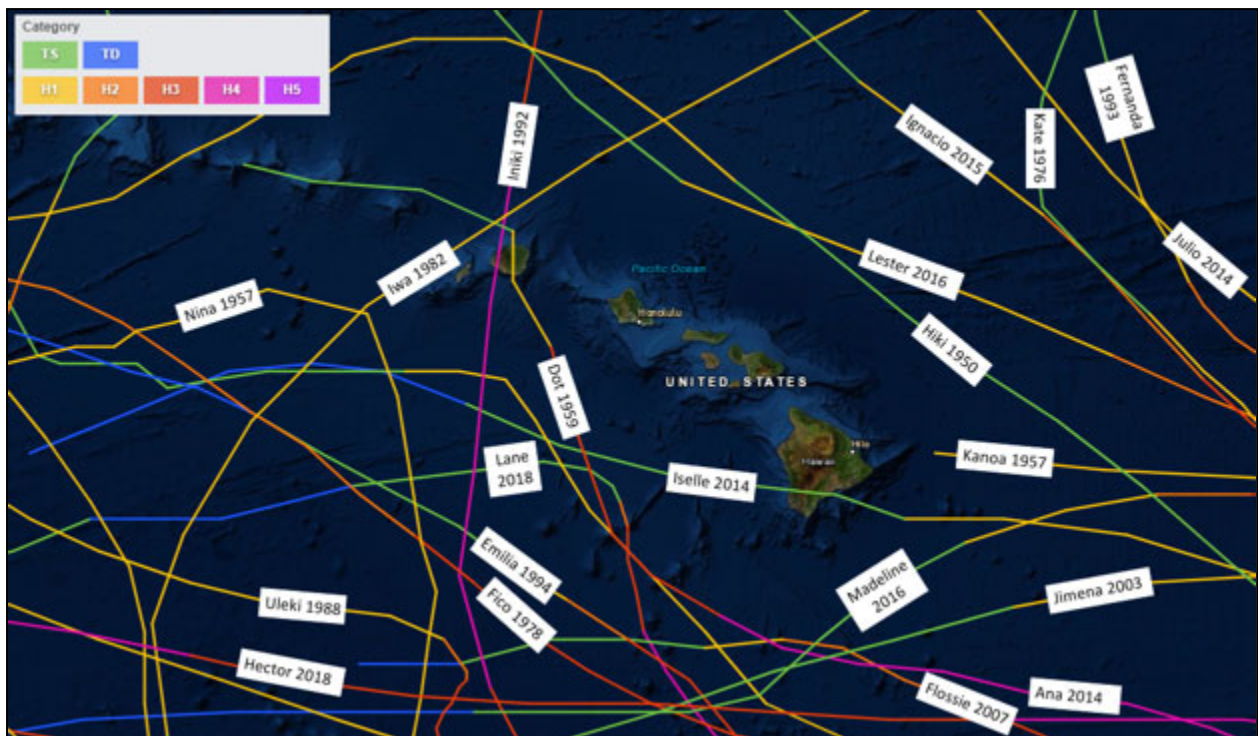 Category
TS TD
H1 H2 H3 H4 H5
Iniki 1992
Ignacio 2015
Kate 1976
Fernanda
1993
Julio 2014
Iwa 1982
Nina 1957
Lester 2016
Pacific Ocean
Honolulu
Hiki 1950
UNITED STATES
Dot 1959
Hilo
Hawaii
Kanoa 1957
Lane
2018
Iselle 2014
Emilia 1994
Madeline
2016
Jimena 2003
Uleki 1988
Fico 1978
Hector 2018
Flossie 2007
Ana 2014